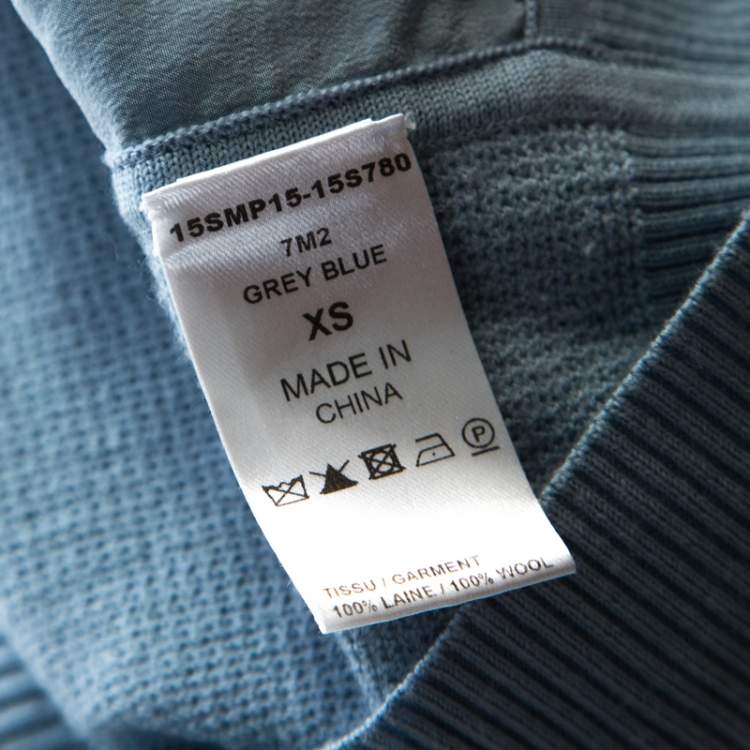 15SMP15-15S780
7M2
GREY BLUE
XS
MADE IN
CHINA
P
TISSU / GARMENT
100% LAINE / 100% WOOL